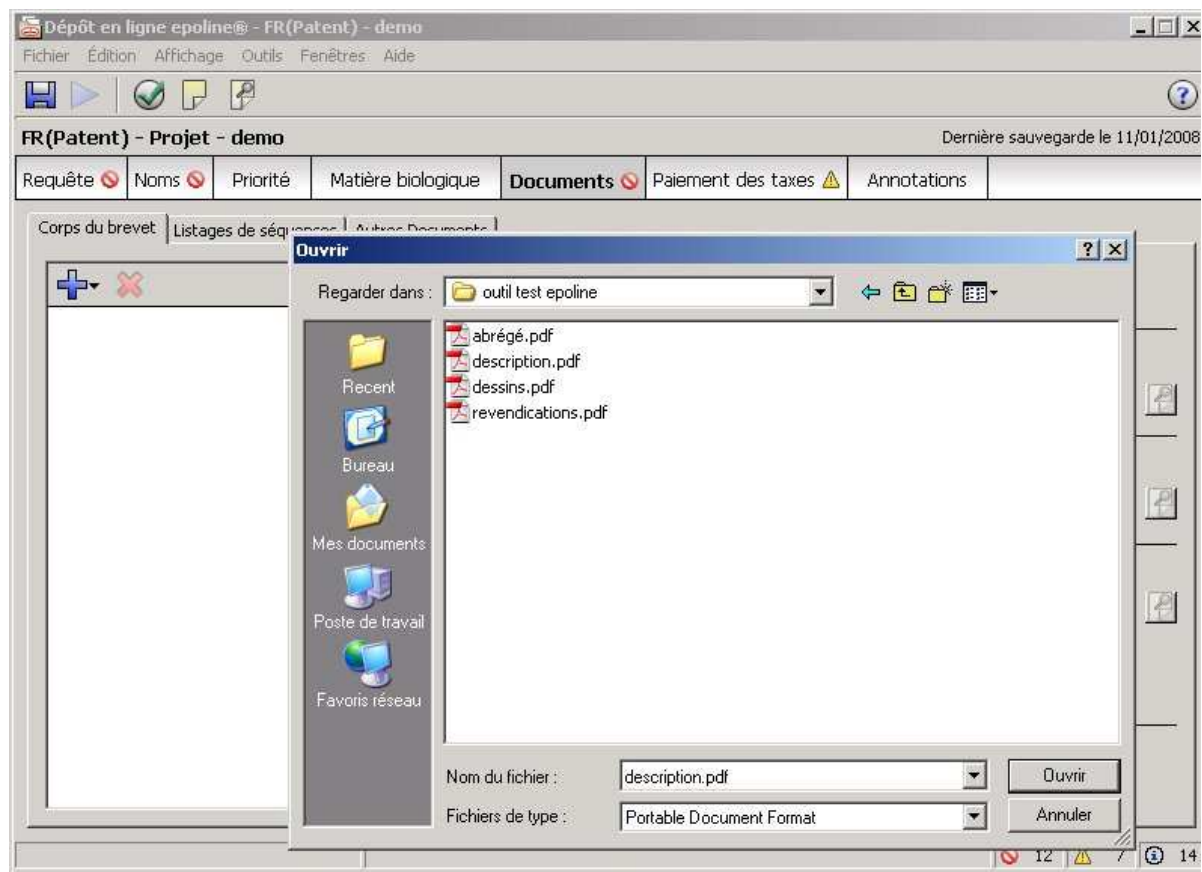 Dépôt en ligne epoline® - FR(Patent) - demo
Fichier Édition Affichage Outils Fenêtres Aide
FR(Patent) - Projet - demo Dernière sauvegarde le 11/01/2008
Requête Noms Priorité Matière biologique Documents Paiement des taxes Annotations
Corps du brevet Listages de séquences Autres Documents
Ouvrir
Regarder dans : outil test epoline
abrégé.pdf
description.pdf
dessins.pdf
revendications.pdf
Recent
Bureau
Mes documents
Poste de travail
Favoris réseau
Nom du fichier : description.pdf Ouvrir
Fichiers de type : Portable Document Format Annuler
12 7 14